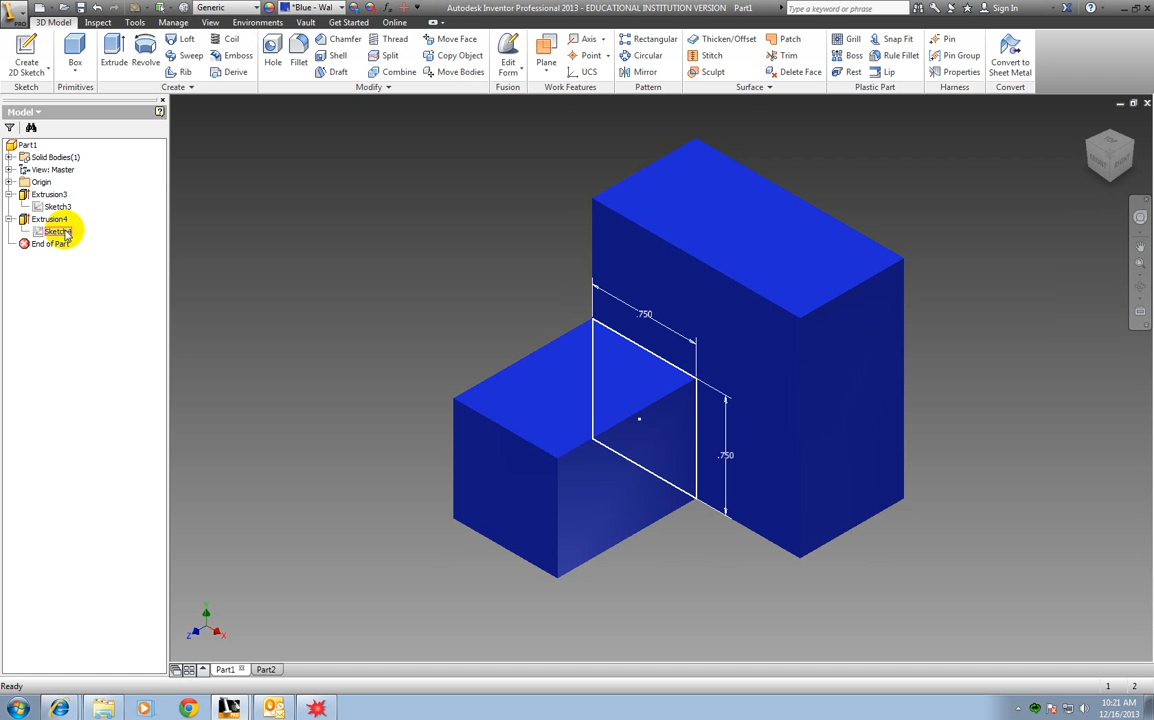 PRO
Generic
*Blue - Wal
Autodesk Inventor Professional 2013 - EDUCATIONAL INSTITUTION VERSION Part1
Type a keyword or phrase
Sign In
3D Model Inspect Tools Manage View Environments Vault Get Started Online
Create 2D Sketch
Sketch
Box
Primitives
Extrude
Revolve
Loft
Sweep
Rib
Coil
Emboss
Derive
Create
Hole
Fillet
Chamfer
Shell
Draft
Thread
Split
Combine
Move Face
Copy Object
Move Bodies
Modify
Edit Form
Fusion
Plane
Axis
Point
UCS
Work Features
Rectangular
Circular
Mirror
Pattern
Thicken/Offset
Stitch
Sculpt
Patch
Trim
Delete Face
Surface
Grill
Boss
Rest
Snap Fit
Rule Fillet
Lip
Plastic Part
Pin
Pin Group
Properties
Harness
Convert to Sheet Metal
Convert
Model
Part1
Solid Bodies(1)
View: Master
Origin
Extrusion3
Sketch3
Extrusion4
End of Part
.750
.750
TOP
FRONT
RIGHT
Z
X
Part1
Part2
Ready
1 2
10:21 AM
12/16/2013